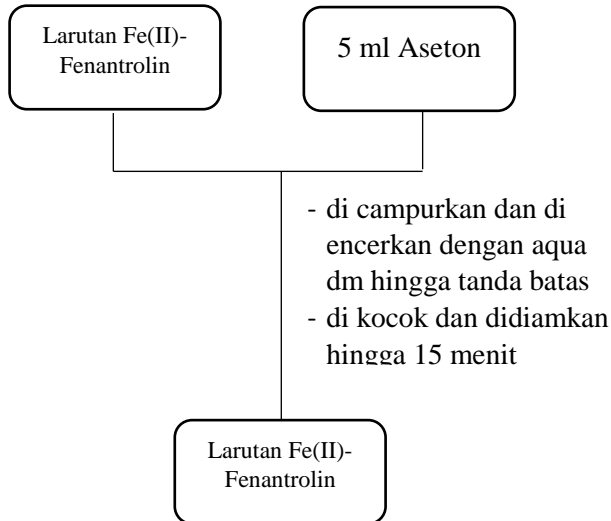 Larutan Fe(II)-
Fenantrolin
5 ml Aseton
- di campurkan dan di
encerkan dengan aqua
dm hingga tanda batas
- di kocok dan didiamkan
hingga 15 menit
Larutan Fe(II)-
Fenantrolin